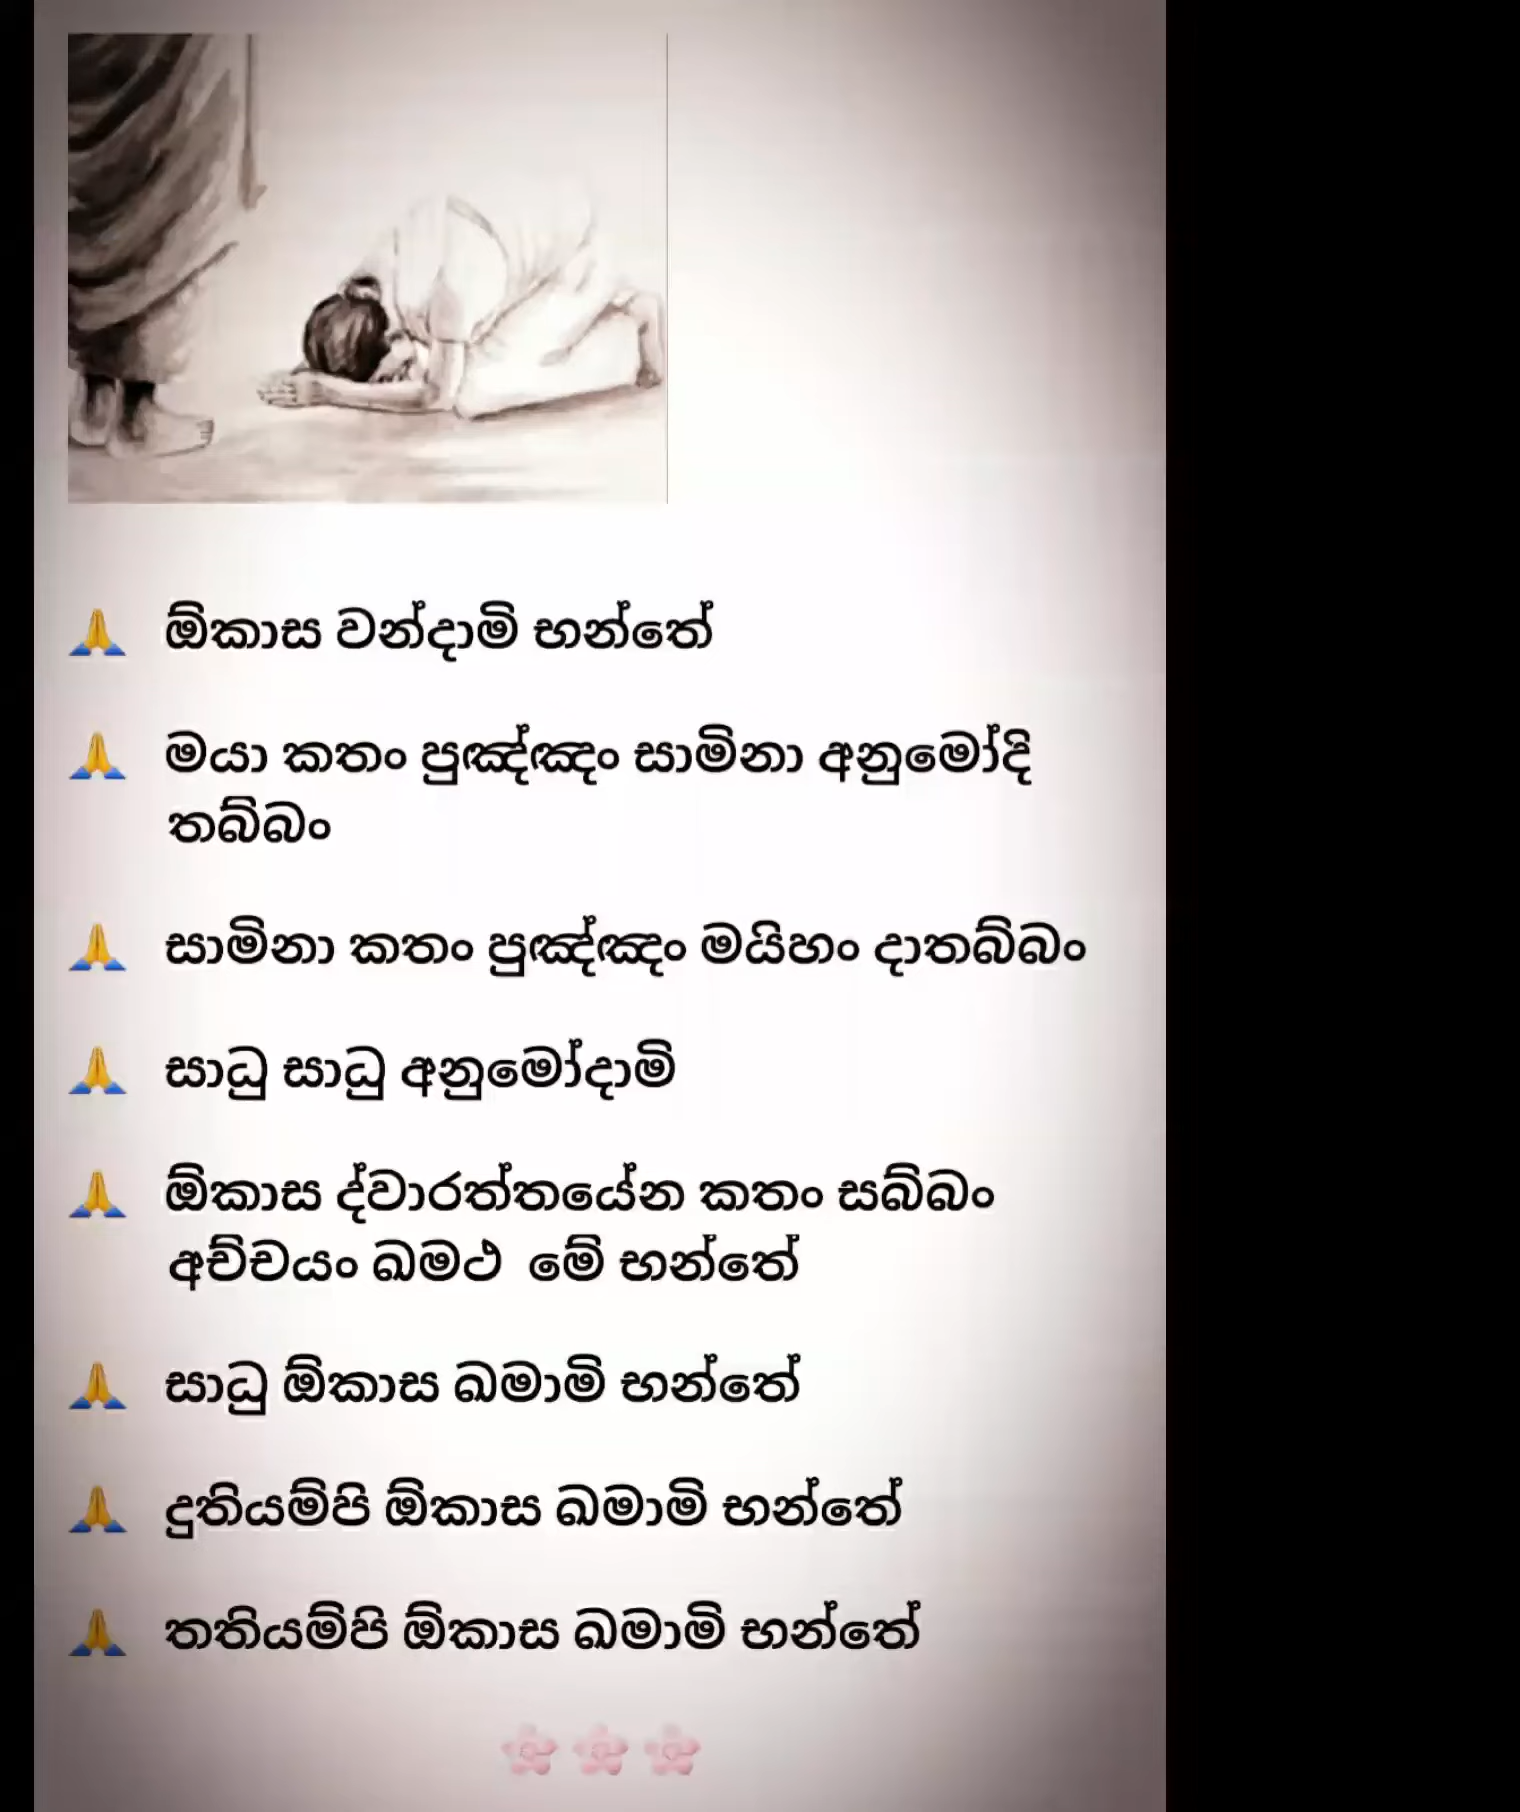 🙏 ඕකාස වන්දාමි භන්තේ
🙏 මයා කතං පුඤ්ඤං සාමිනා අනුමෝදි
තබ්බං
🙏 සාමිනා කතං පුඤ්ඤං මයිහං දාතබ්බං
🙏 සාධු සාධු අනුමෝදාමි
🙏 ඕකාස ද්වාරත්තයේන කතං සබ්බං
අච්චයං ඛමථ මේ භන්තේ
🙏 සාධු ඕකාස ඛමාමි භන්තේ
🙏 දුතියම්පි ඕකාස ඛමාමි භන්තේ
🙏 තතියම්පි ඕකාස ඛමාමි භන්තේ